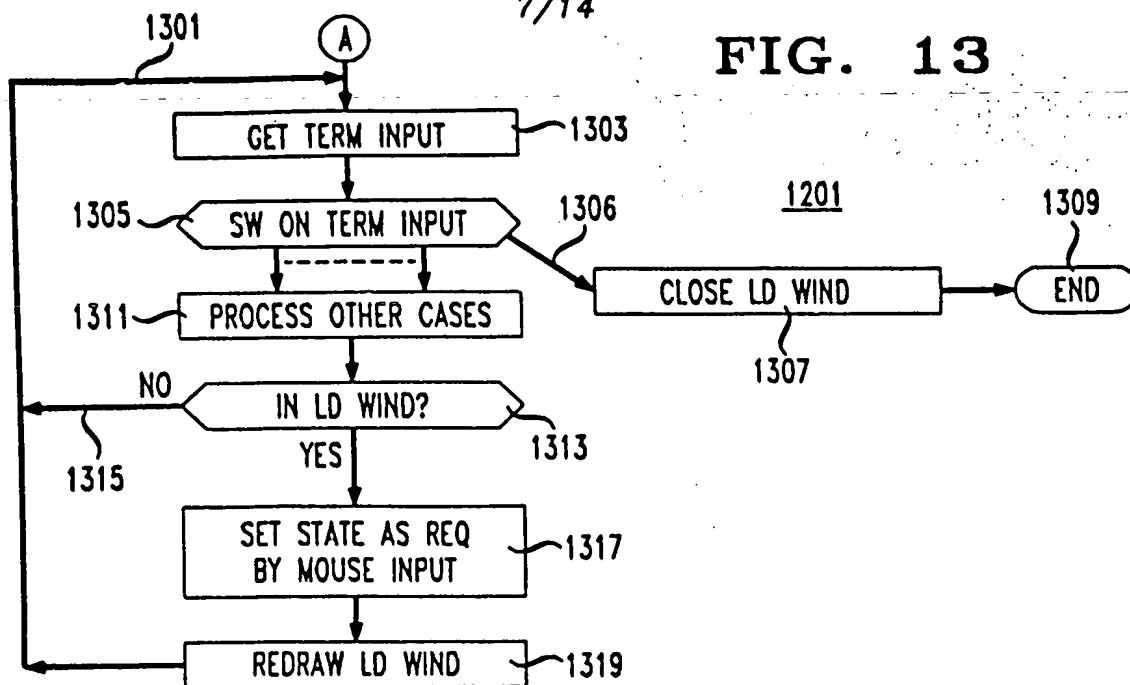 7/14
1301
A
FIG. 13
GET TERM INPUT
1303
1305
SW ON TERM INPUT
1306
1201
1309
CLOSE LD WIND
END
1311
PROCESS OTHER CASES
1307
NO
IN LD WIND?
1313
1315
YES
SET STATE AS REQ
BY MOUSE INPUT
1317
REDRAW LD WIND
1319